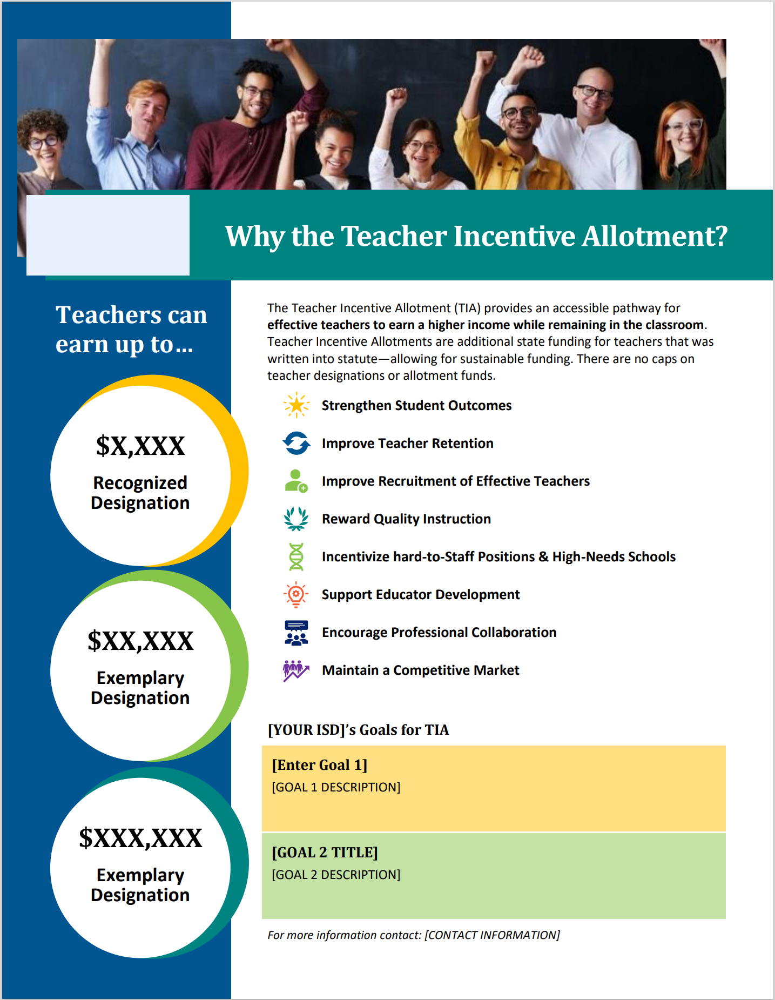 Why the Teacher Incentive Allotment?
Teachers can
earn up to...
$X,XXX
Recognized
Designation
$XX,XXX
Exemplary
Designation
$XXX,XXX
Exemplary
Designation
The Teacher Incentive Allotment (TIA) provides an accessible pathway for
effective teachers to earn a higher income while remaining in the classroom.
Teacher Incentive Allotments are additional state funding for teachers that was
written into statute—allowing for sustainable funding. There are no caps on
teacher designations or allotment funds.
Strengthen Student Outcomes
Improve Teacher Retention
Improve Recruitment of Effective Teachers
Reward Quality Instruction
Incentivize hard-to-Staff Positions & High-Needs Schools
Support Educator Development
Encourage Professional Collaboration
Maintain a Competitive Market
[YOUR ISD]’s Goals for TIA
[Enter Goal 1]
[GOAL 1 DESCRIPTION]
[GOAL 2 TITLE]
[GOAL 2 DESCRIPTION]
For more information contact: [CONTACT INFORMATION]